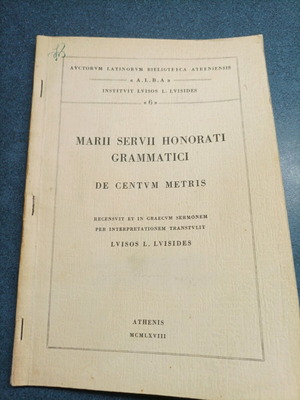 AVCTORVM LATINORVM BIBLIOTECA ATHENIENSIS
« A.L.B.A »
INSTITVIT LVISOS L. LVISIDES
« 6 »
MARII SERVII HONORATI
GRAMMATICI
DE CENTVM METRIS
RECENSVIT ET IN GRAECVM SERMONEM
PER INTERPRETATIONEM TRANSTVLIT
LVISOS L. LVISIDES
ATHENIS
MCMLXVIII